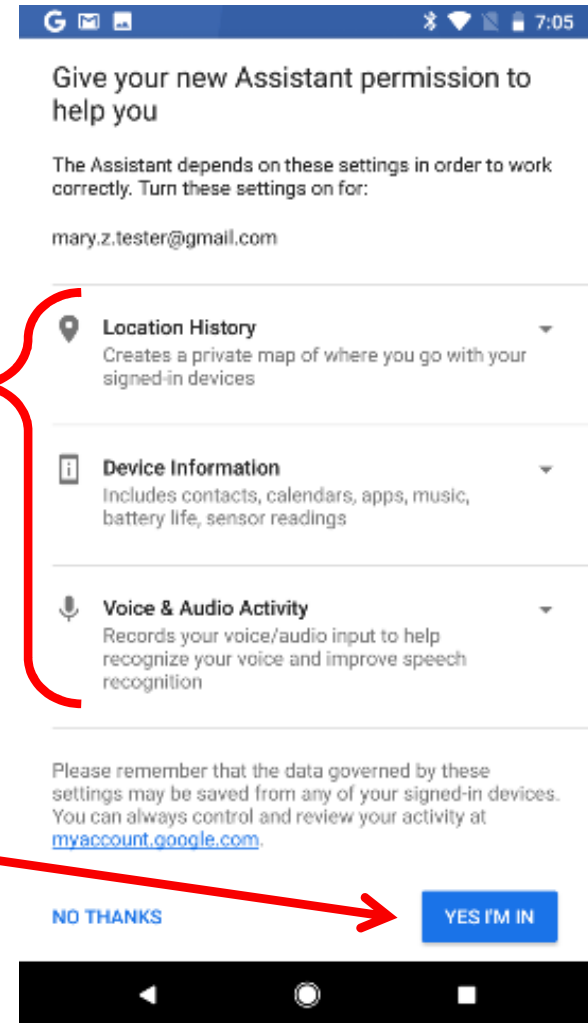 G 7:05
Give your new Assistant permission to
help you
The Assistant depends on these settings in order to work
correctly. Turn these settings on for:
mary.z.tester@gmail.com
Location History
Creates a private map of where you go with your
signed-in devices
Device Information
Includes contacts, calendars, apps, music,
battery life, sensor readings
Voice & Audio Activity
Records your voice/audio input to help
recognize your voice and improve speech
recognition
Please remember that the data governed by these
settings may be saved from any of your signed-in devices.
You can always control and review your activity at
myaccount.google.com.
NO THANKS YES I'M IN